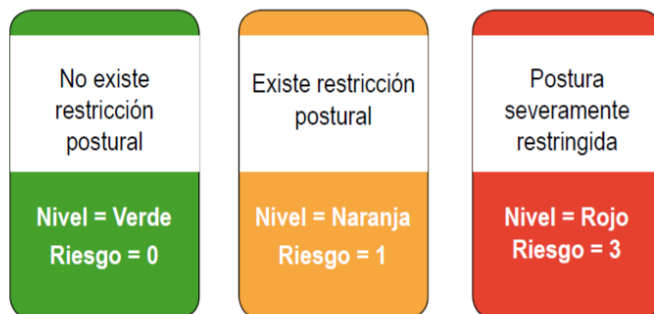 No existe
restricción
postural
Nivel = Verde
Riesgo = 0
Existe restricción
postural
Nivel = Naranja
Riesgo = 1
Postura
severamente
restringida
Nivel = Rojo
Riesgo = 3